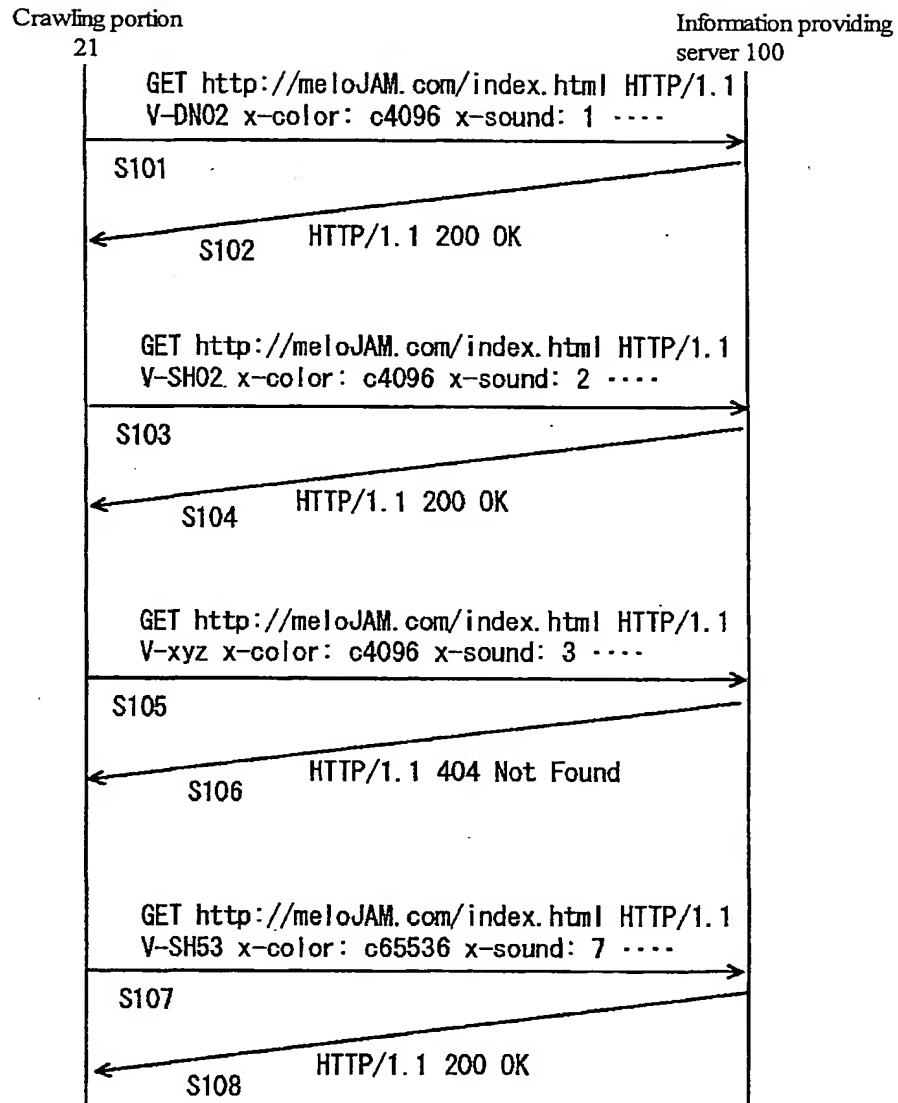 Crawling portion
21
Information providing
server 100
GET http://meloJAM.com/index.html HTTP/1.1
V-DN02 x-color: c4096 x-sound: 1 ----
S101
HTTP/1.1 200 OK
S102
GET http://meloJAM.com/index.html HTTP/1.1
V-SH02 x-color: c4096 x-sound: 2 ----
S103
HTTP/1.1 200 OK
S104
GET http://meloJAM.com/index.html HTTP/1.1
V-xyz x-color: c4096 x-sound: 3 ----
S105
HTTP/1.1 404 Not Found
S106
GET http://meloJAM.com/index.html HTTP/1.1
V-SH53 x-color: c65536 x-sound: 7 ----
S107
HTTP/1.1 200 OK
S108